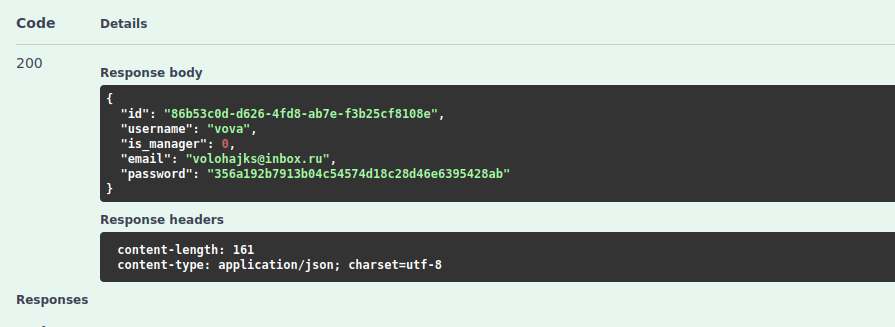 Code Details
200
Response body
{
"id": "86b53c0d-d626-4fd8-ab7e-f3b25cf8108e",
"username": "vova",
"is_manager": 0,
"email": "volohajks@inbox.ru",
"password": "356a192b7913b04c54574d18c28d46e6395428ab"
}
Response headers
content-length: 161
content-type: application/json; charset=utf-8
Responses